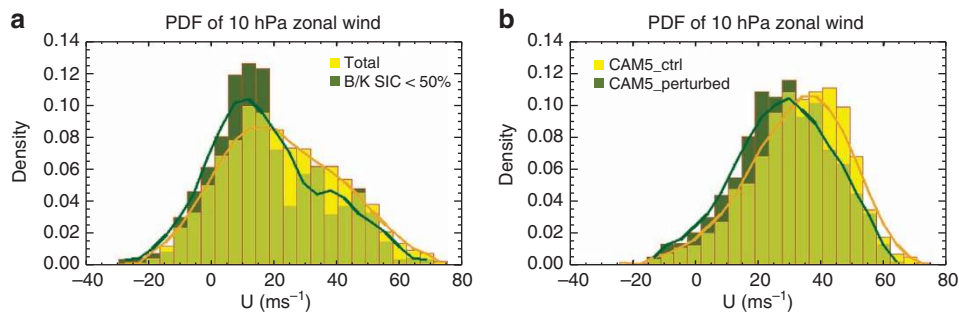 a
PDF of 10 hPa zonal wind
0.14
0.12
0.10
0.08
0.06
0.04
0.02
0.00
Density
Total
B/K SIC < 50%
−40 −20 0 20 40 60 80
U (ms⁻¹)
b
PDF of 10 hPa zonal wind
0.14
0.12
0.10
0.08
0.06
0.04
0.02
0.00
Density
CAM5_ctrl
CAM5_perturbed
−40 −20 0 20 40 60 80
U (ms⁻¹)